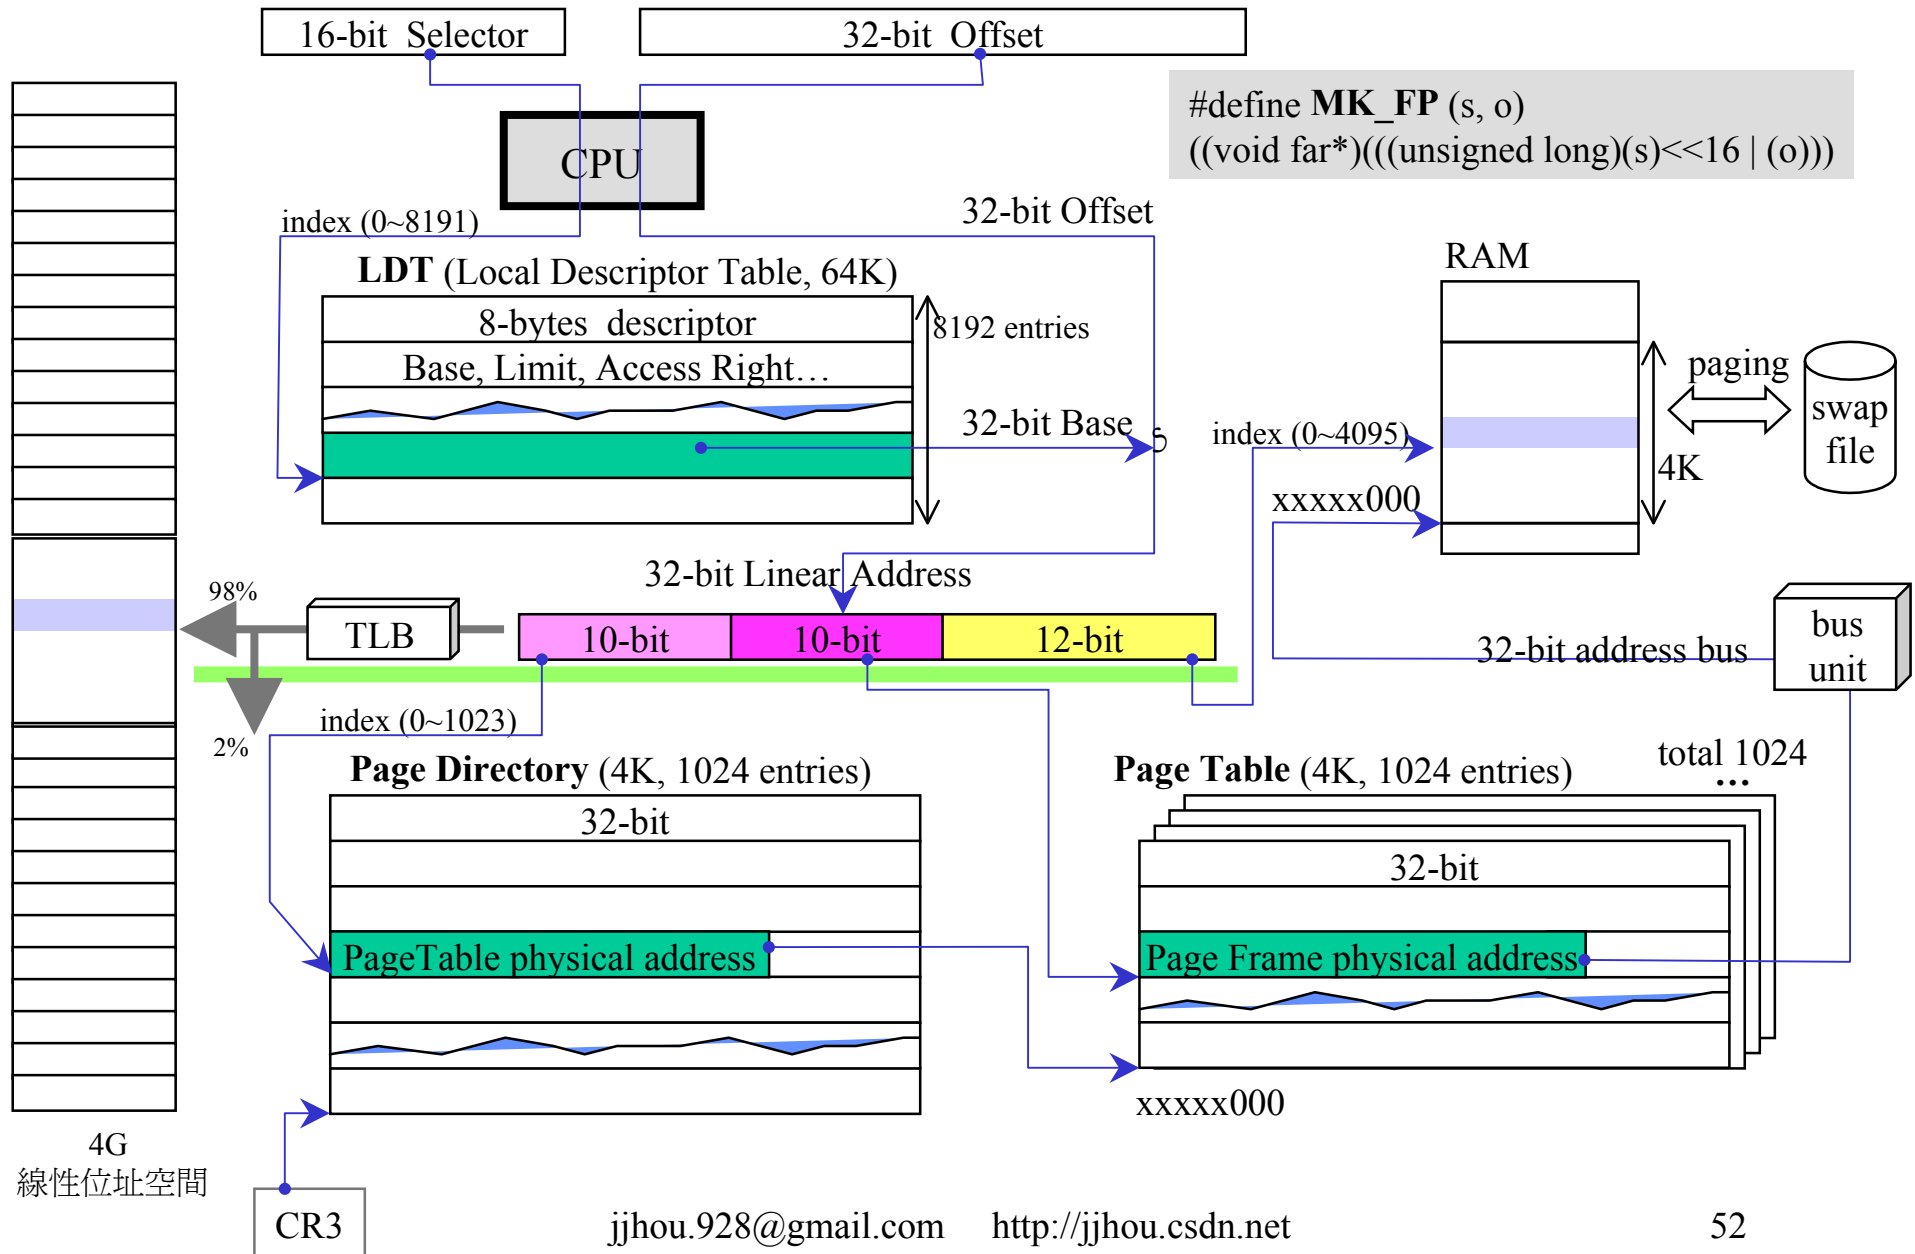 16-bit Selector
32-bit Offset
#define MK_FP (s, o)
((void far*)(((unsigned long)(s)<<16 | (o)))
CPU
index (0~8191)
32-bit Offset
LDT (Local Descriptor Table, 64K)
8-bytes descriptor
8192 entries
Base, Limit, Access Right…
32-bit Base
RAM
paging
swap
file
index (0~4095)
4K
xxxxx000
32-bit Linear Address
98%
TLB
10-bit
10-bit
12-bit
32-bit address bus
bus
unit
index (0~1023)
2%
Page Directory (4K, 1024 entries)
Page Table (4K, 1024 entries)
total 1024
…
32-bit
32-bit
PageTable physical address
Page Frame physical address
xxxxx000
4G
線性位址空間
CR3
jjhou.928@gmail.com http://jjhou.csdn.net
52